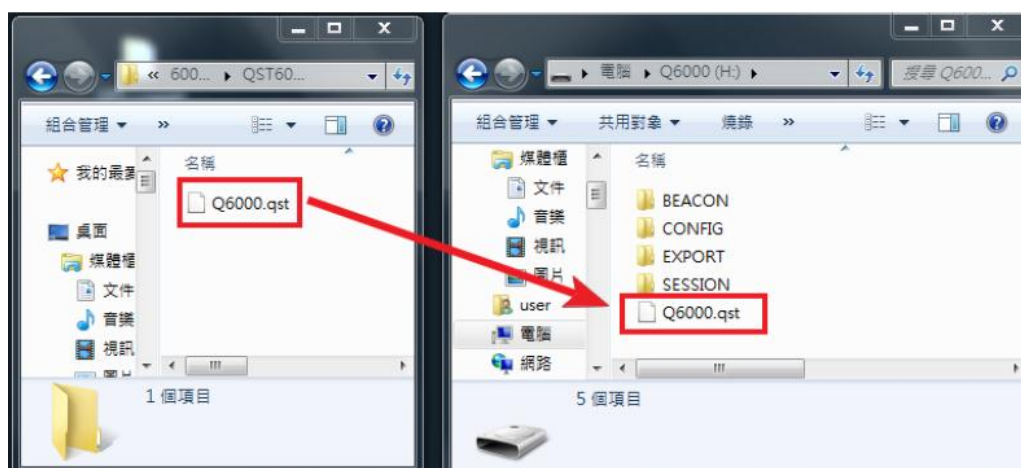 « 600... ▸ QST60...
組合管理 ▼ »
我的最愛
名稱
Q6000.qst
桌面
媒體櫃
文件
音樂
視訊
1 個項目
▸ 電腦 ▸ Q6000 (H:) ▸
搜尋 Q600...
組合管理 ▼ 共用對象 ▼ 燒錄 »
媒體櫃
文件
音樂
視訊
圖片
user
電腦
網路
名稱
BEACON
CONFIG
EXPORT
SESSION
Q6000.qst
5 個項目